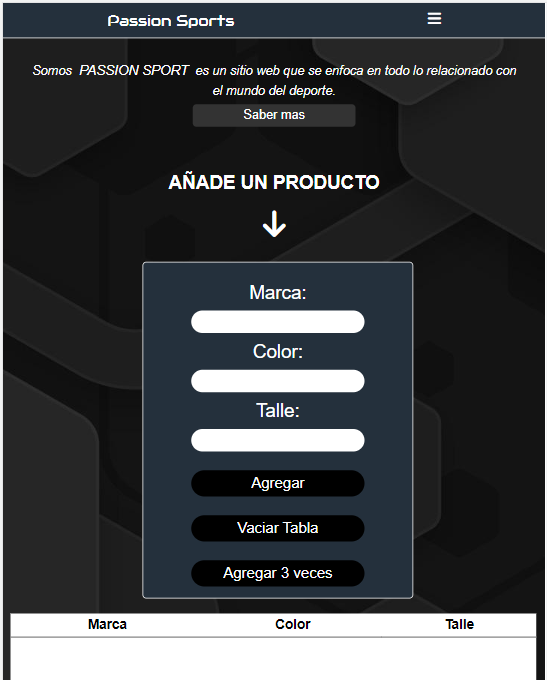 Passion Sports
Somos PASSION SPORT es un sitio web que se enfoca en todo lo relacionado con
el mundo del deporte.
Saber mas
AÑADE UN PRODUCTO
Marca:
Color:
Talle:
Agregar
Vaciar Tabla
Agregar 3 veces
Marca Color Talle